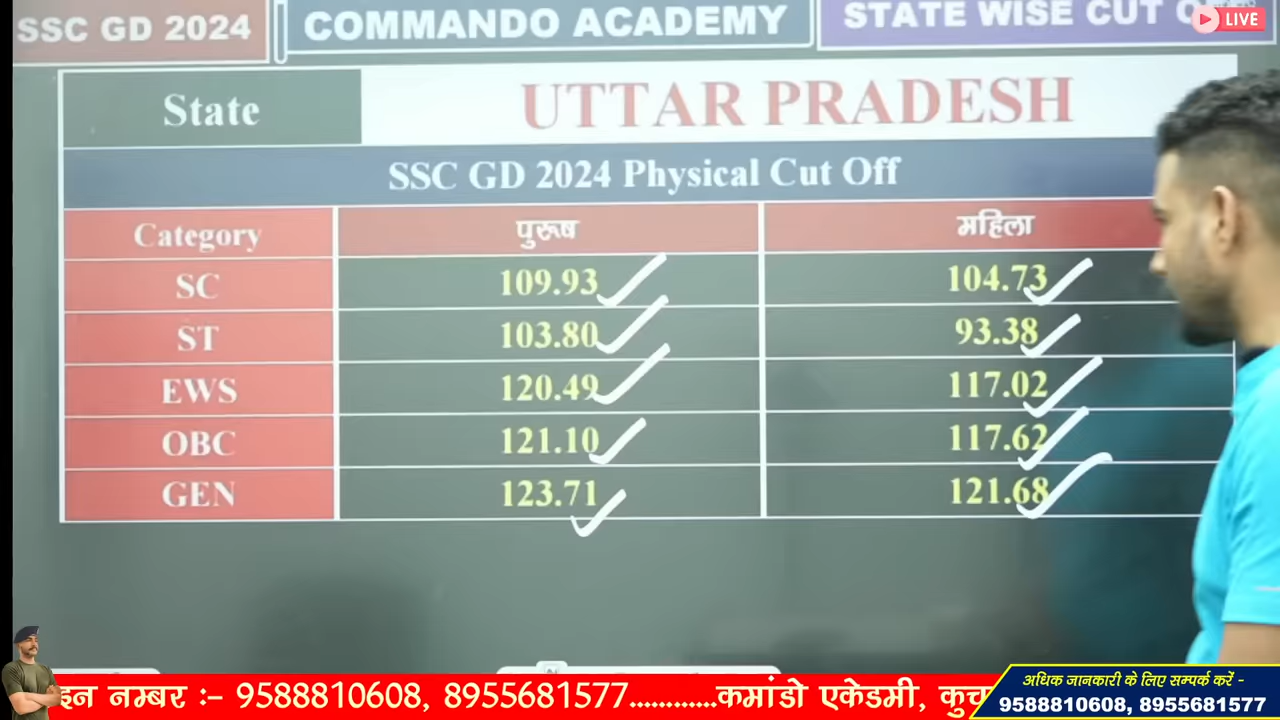 SSC GD 2024
COMMANDO ACADEMY
STATE WISE CUT
LIVE
State
UTTAR PRADESH
SSC GD 2024 Physical Cut Off
Category पुरूष महिला
SC 109.93 104.73
ST 103.80 93.38
EWS 120.49 117.02
OBC 121.10 117.62
GEN 123.71 121.68
इन नम्बर :- 9588810608, 8955681577............कमांडो एकेडमी,
अधिक जानकारी के लिए सम्पर्क करें -
9588810608, 8955681577